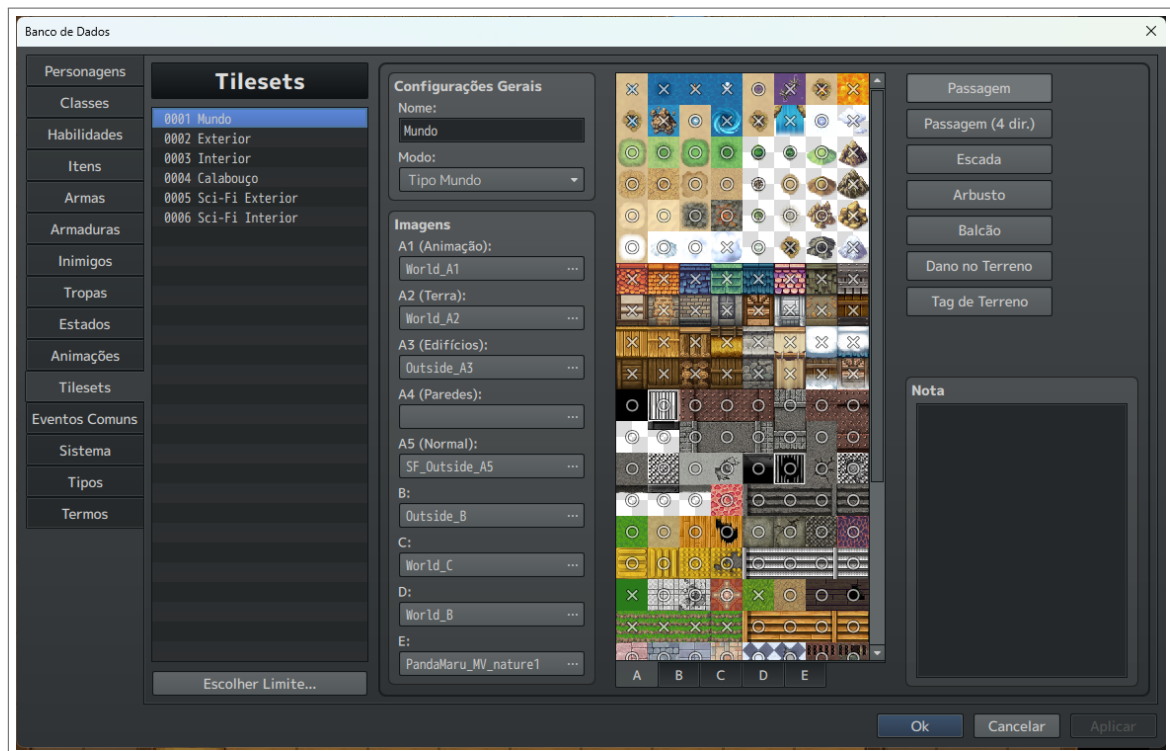 Banco de Dados
Personagens
Classes
Habilidades
Itens
Armas
Armaduras
Inimigos
Tropas
Estados
Animações
Tilesets
Eventos Comuns
Sistema
Tipos
Termos
Tilesets
0001 Mundo
0002 Exterior
0003 Interior
0004 Calabouço
0005 Sci-Fi Exterior
0006 Sci-Fi Interior
Escolher Limite...
Configurações Gerais
Nome:
Mundo
Modo:
Tipo Mundo
Imagens
A1 (Animação):
World_A1 ...
A2 (Terra):
World_A2 ...
A3 (Edifícios):
Outside_A3 ...
A4 (Paredes):
...
A5 (Normal):
SF_Outside_A5 ...
B:
Outside_B ...
C:
World_C ...
D:
World_B ...
E:
PandaMaru_MV_nature1 ...
A B C D E
Passagem
Passagem (4 dir.)
Escada
Arbusto
Balcão
Dano no Terreno
Tag de Terreno
Nota
Ok Cancelar Aplicar